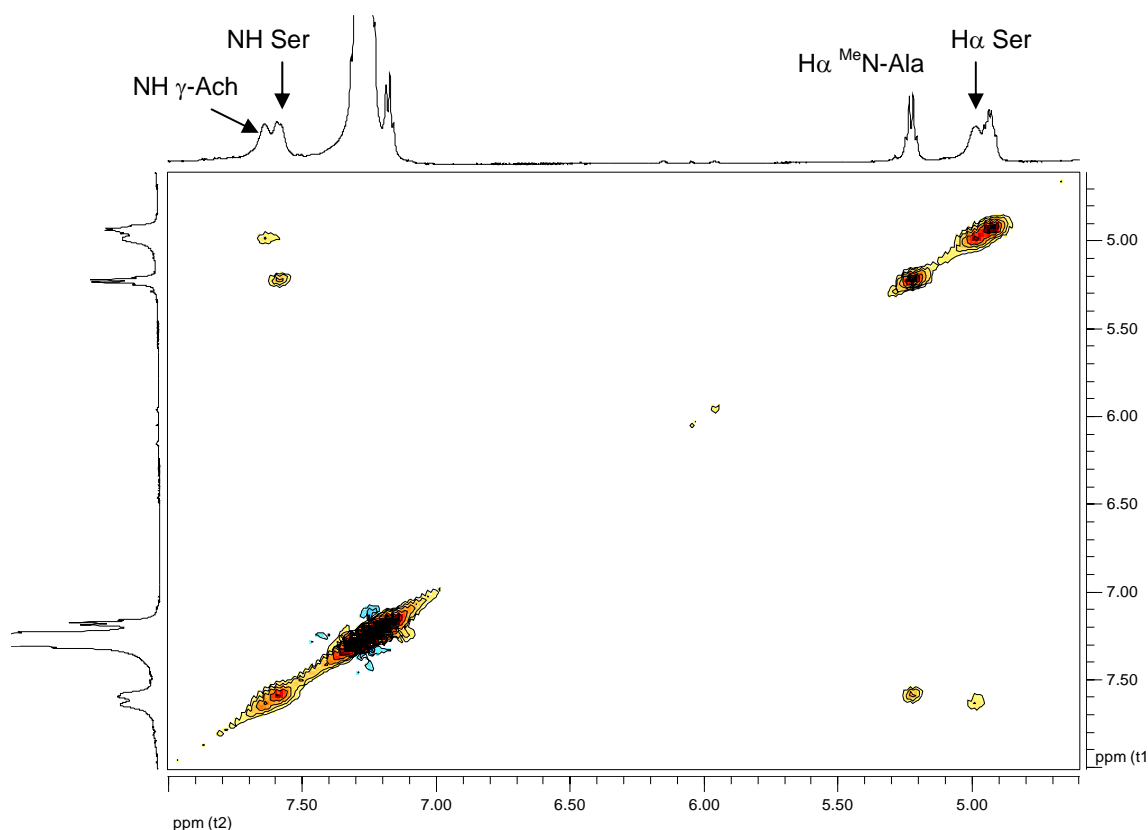 NH Ser
Hα Ser
Hα ᴹᵉN-Ala
NH γ-Ach
5.00
5.50
6.00
6.50
7.00
7.50
ppm (t1
7.50
7.00
6.50
6.00
5.50
5.00
ppm (t2)